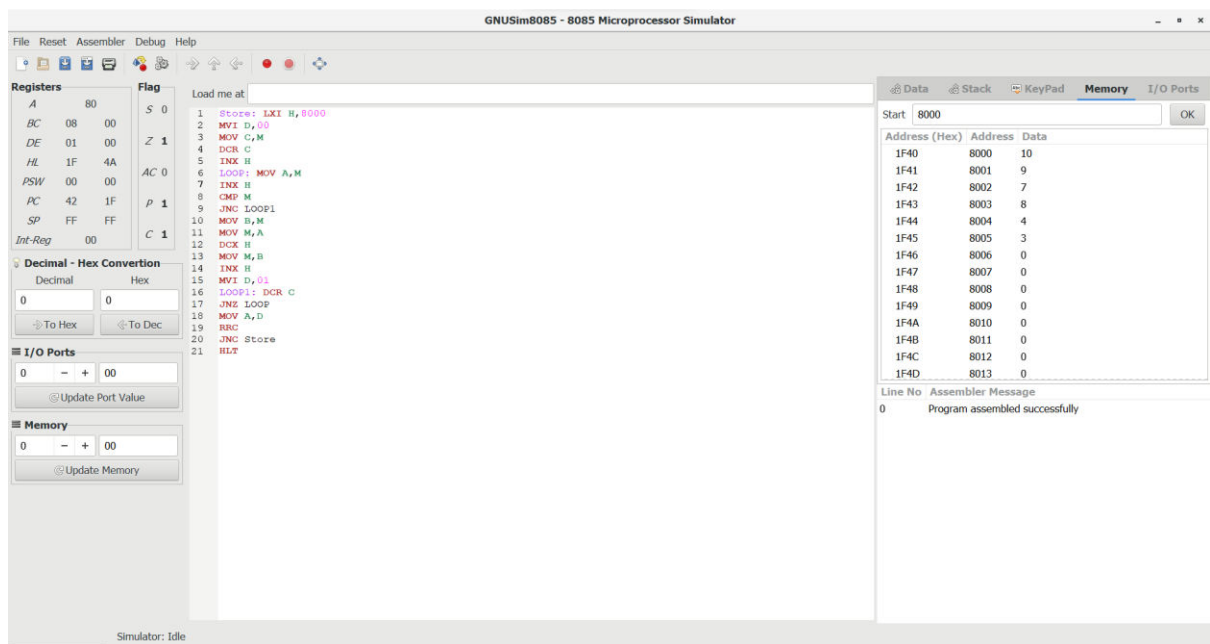 GNUSim8085 - 8085 Microprocessor Simulator
File Reset Assembler Debug Help
Registers
A 80
BC 08 00
DE 01 00
HL 1F 4A
PSW 00 00
PC 42 1F
SP FF FF
Int-Reg 00
Flag
S 0
Z 1
AC 0
P 1
C 1
Decimal - Hex Convertion
Decimal Hex
0 0
To Hex To Dec
I/O Ports
0 - + 00
Update Port Value
Memory
0 - + 00
Update Memory
Load me at
1 Store: LXI H,8000
2 MVI D,00
3 MOV C,M
4 DCR C
5 INX H
6 LOOP: MOV A,M
7 INX H
8 CMP M
9 JNC LOOP1
10 MOV B,M
11 MOV M,A
12 DCX H
13 MOV M,B
14 INX H
15 MVI D,01
16 LOOP1: DCR C
17 JNZ LOOP
18 MOV A,D
19 RRC
20 JNC Store
21 HLT
Data Stack KeyPad Memory I/O Ports
Start 8000 OK
Address (Hex) Address Data
1F40 8000 10
1F41 8001 9
1F42 8002 7
1F43 8003 8
1F44 8004 4
1F45 8005 3
1F46 8006 0
1F47 8007 0
1F48 8008 0
1F49 8009 0
1F4A 8010 0
1F4B 8011 0
1F4C 8012 0
1F4D 8013 0
Line No Assembler Message
0 Program assembled successfully
Simulator: Idle